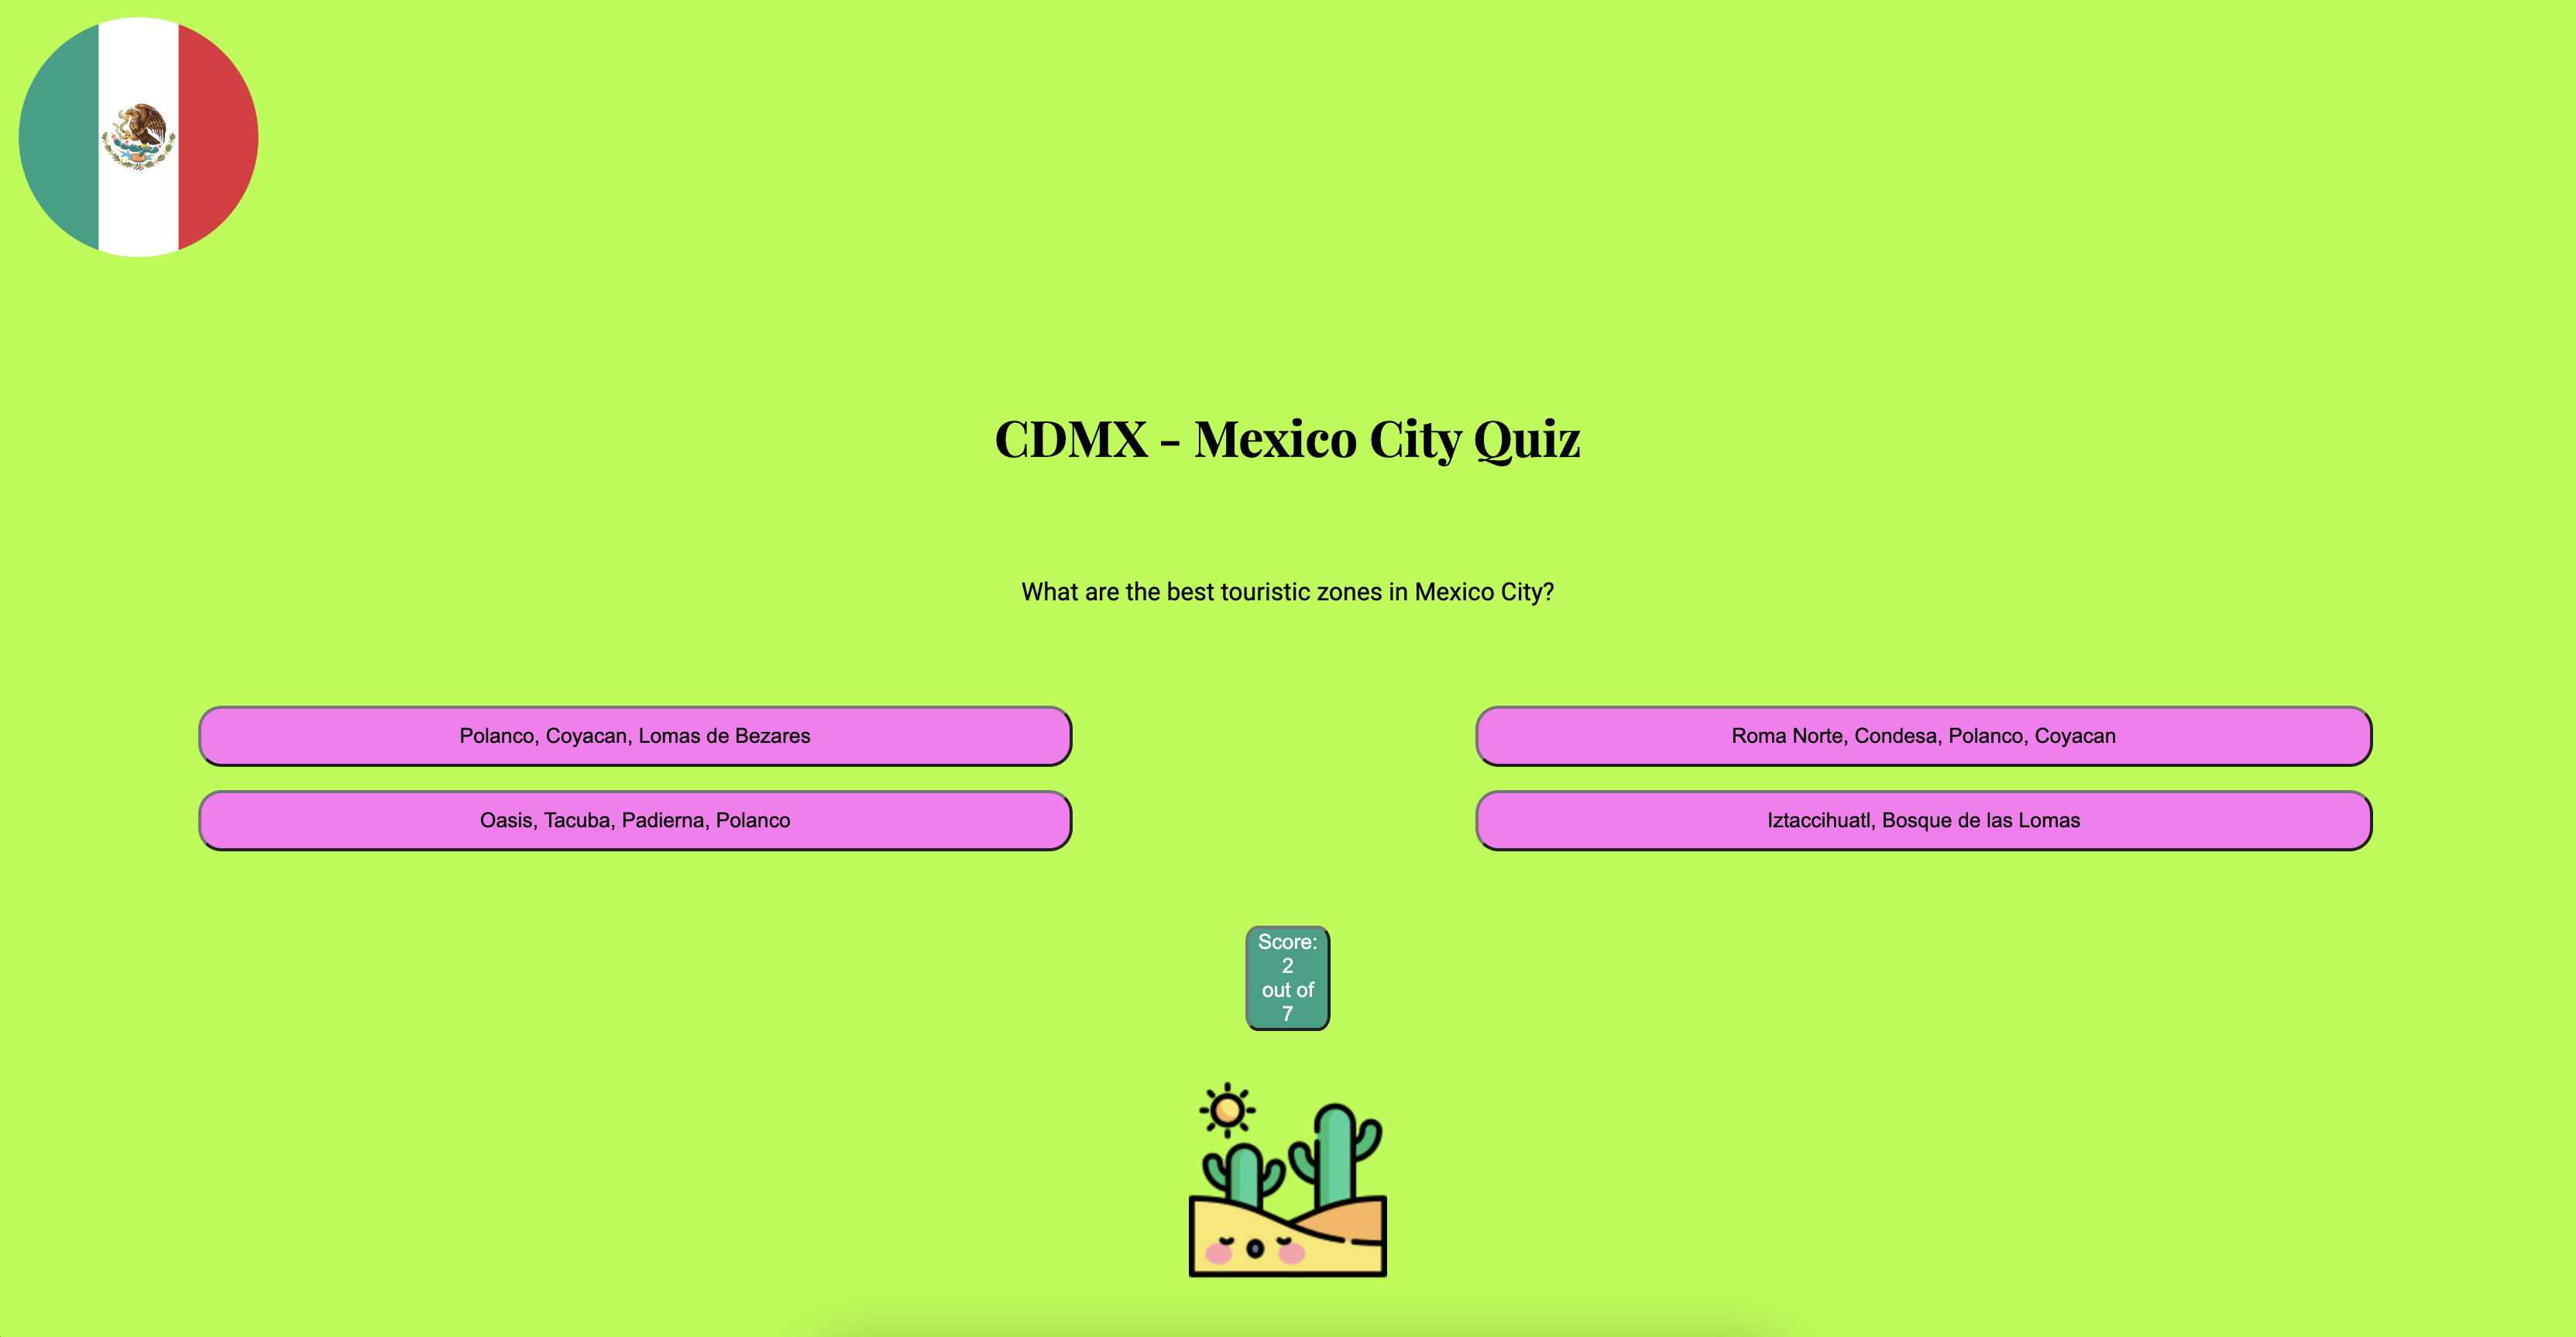 CDMX - Mexico City Quiz
What are the best touristic zones in Mexico City?
Polanco, Coyacan, Lomas de Bezares
Roma Norte, Condesa, Polanco, Coyacan
Oasis, Tacuba, Padierna, Polanco
Iztaccihuatl, Bosque de las Lomas
Score:
2
out of
7